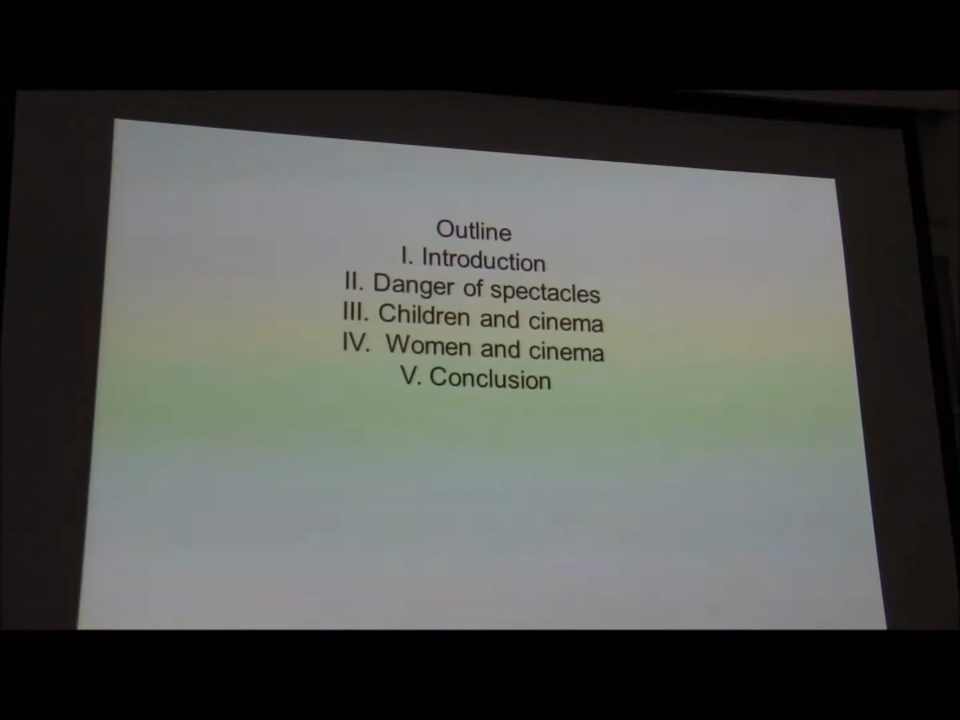 Outline
I. Introduction
II. Danger of spectacles
III. Children and cinema
IV. Women and cinema
V. Conclusion